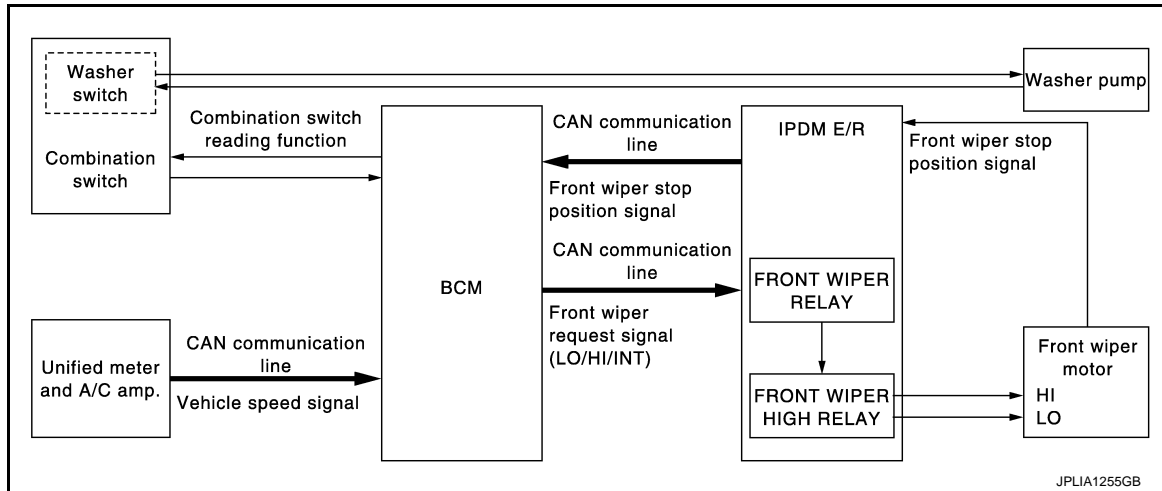 Washer
switch
Combination
switch
Combination switch
reading function
Unified meter
and A/C amp.
CAN communication
line
Vehicle speed signal
BCM
CAN communication
line
Front wiper stop
position signal
CAN communication
line
Front wiper
request signal
(LO/HI/INT)
IPDM E/R
FRONT WIPER
RELAY
FRONT WIPER
HIGH RELAY
Washer pump
Front wiper stop
position signal
Front wiper
motor
HI
LO
JPLIA1255GB